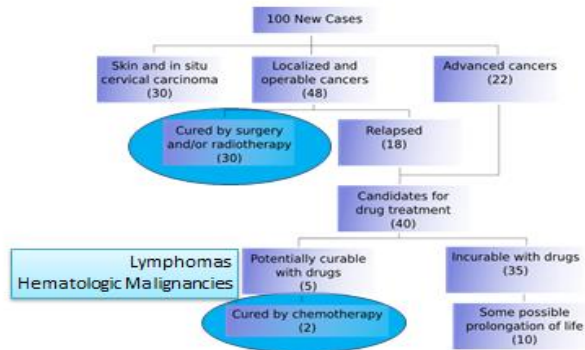 100 New Cases
Skin and in situ
cervical carcinoma
(30)
Localized and
operable cancers
(48)
Advanced cancers
(22)
Cured by surgery
and/or radiotherapy
(30)
Relapsed
(18)
Candidates for
drug treatment
(40)
Lymphomas
Hematologic Malignancies
Potentially curable
with drugs
(5)
Incurable with drugs
(35)
Cured by chemotherapy
(2)
Some possible
prolongation of life
(10)